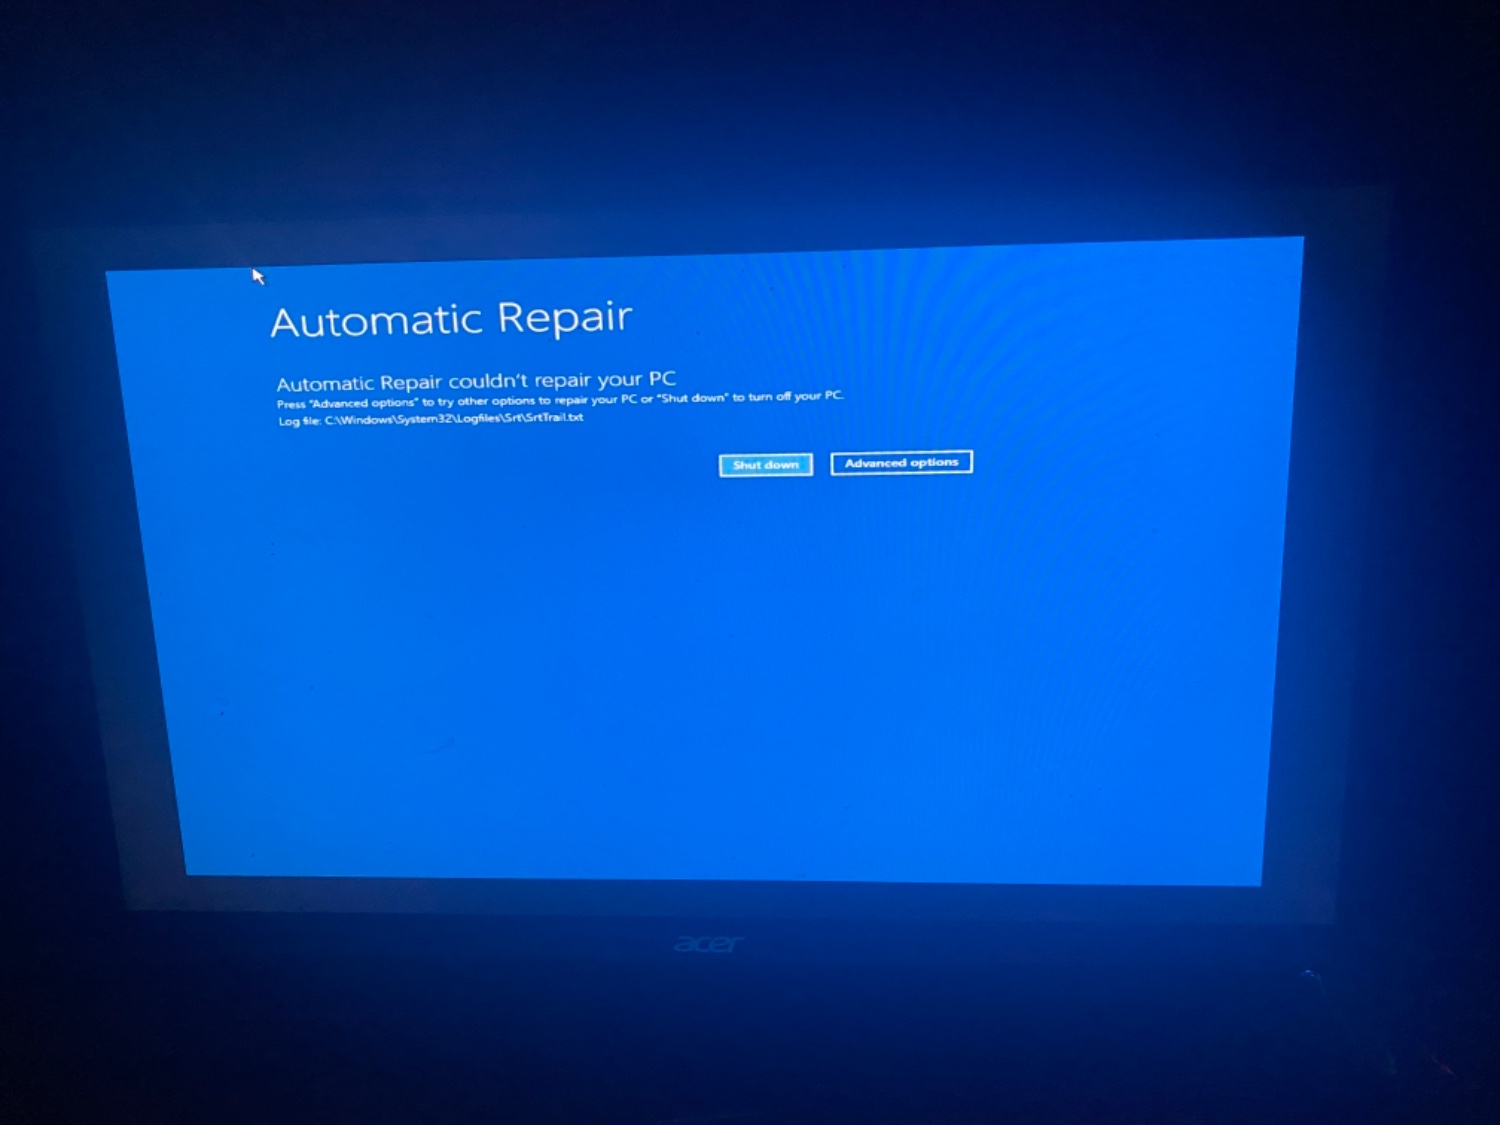 Automatic Repair
Automatic Repair couldn't repair your PC
Press "Advanced options" to try other options to repair your PC or "Shut down" to turn off your PC.
Log file: C:\Windows\System32\Logfiles\Srt\SrtTrail.txt
Shut down Advanced options
acer